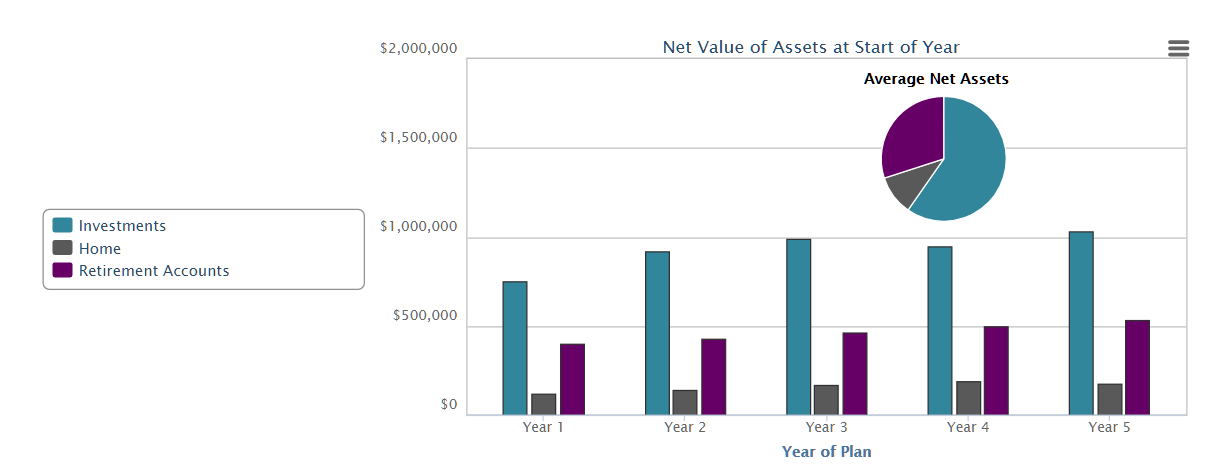 Net Value of Assets at Start of Year
Average Net Assets
$2,000,000
$1,500,000
$1,000,000
$500,000
$0
Investments
Home
Retirement Accounts
Year 1
Year 2
Year 3
Year 4
Year 5
Year of Plan